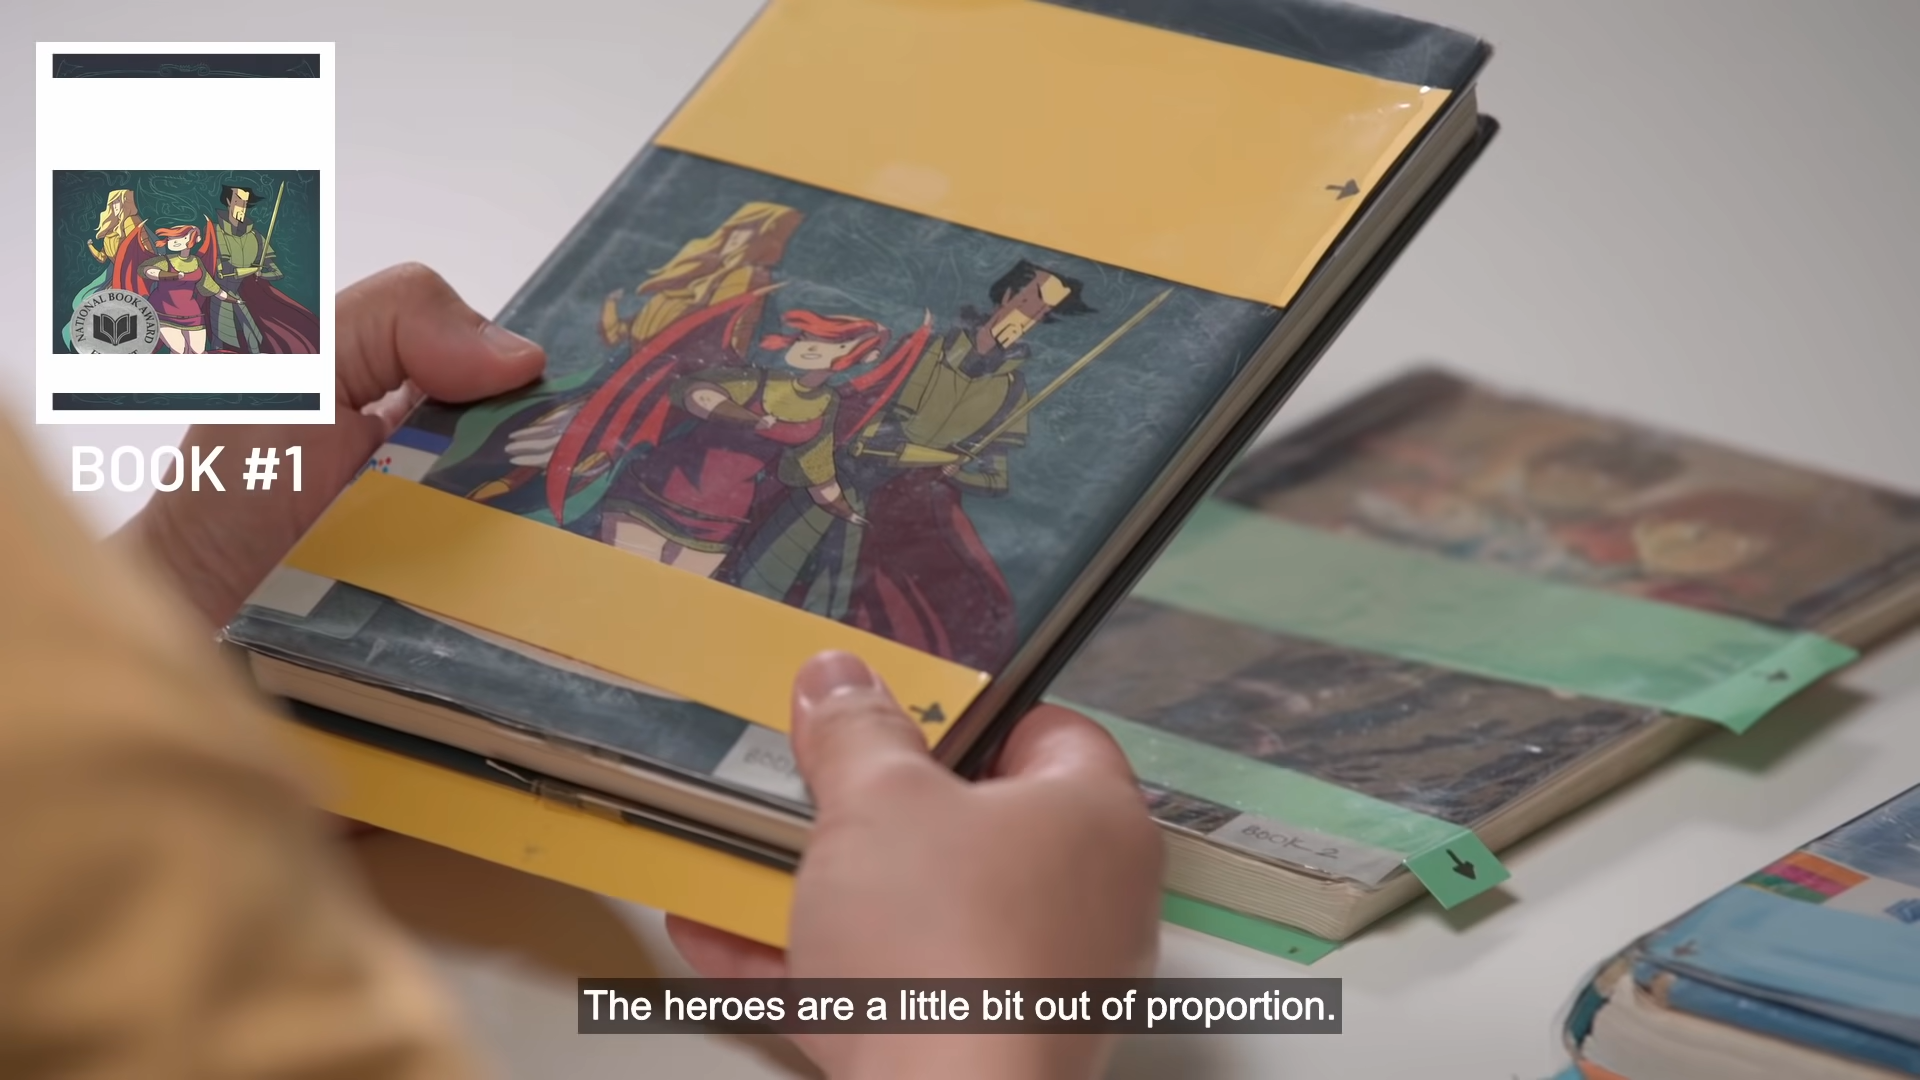 NATIONAL BOOK AWARD
BOOK #1
BOOK 2
The heroes are a little bit out of proportion.